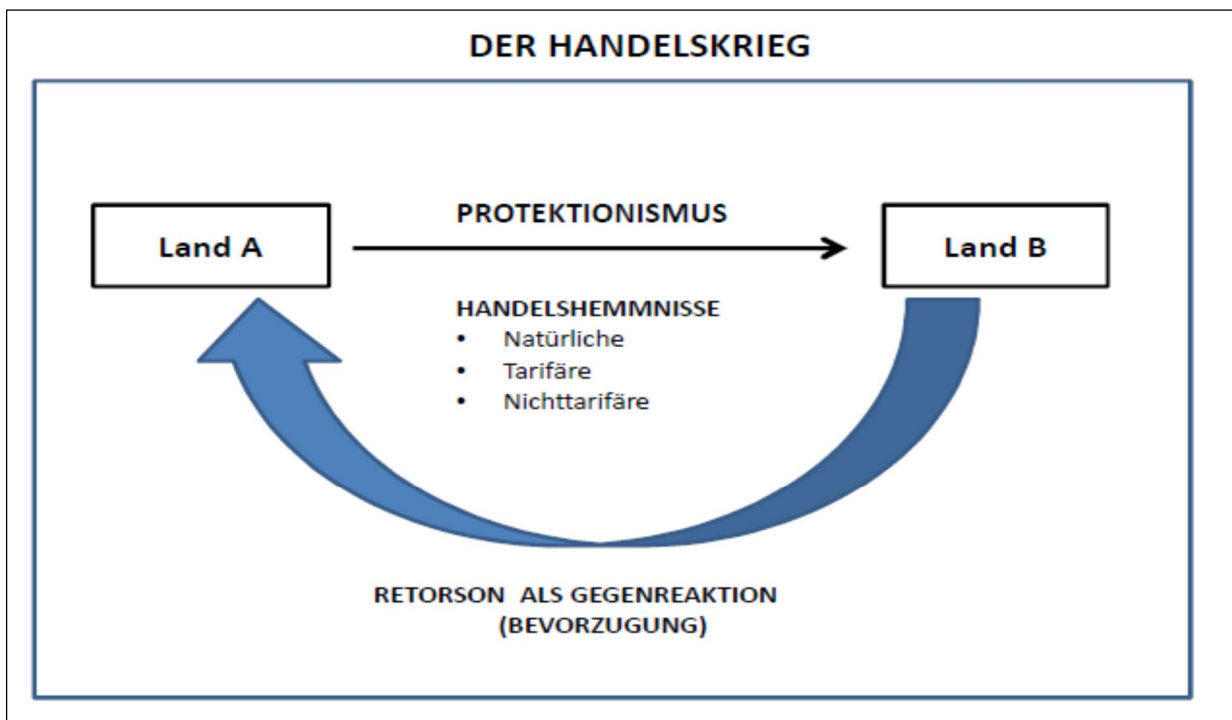 DER HANDELSKRIEG
Land A
PROTEKTIONISMUS
Land B
HANDELSHEMMNISSE
• Natürliche
• Tarifäre
• Nichttarifäre
RETORSON ALS GEGENREAKTION
(BEVORZUGUNG)